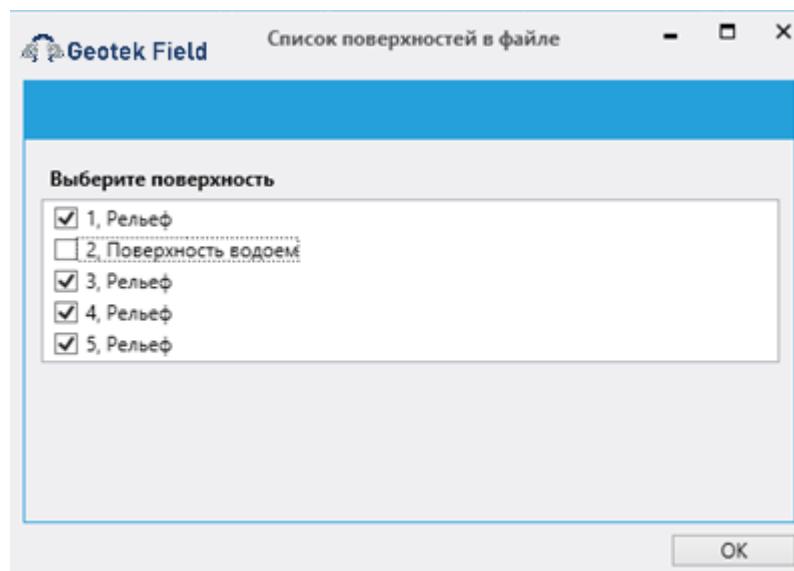 Geotek Field
Список поверхностей в файле
Выберите поверхность
1, Рельеф
2, Поверхность водоем
3, Рельеф
4, Рельеф
5, Рельеф
OK